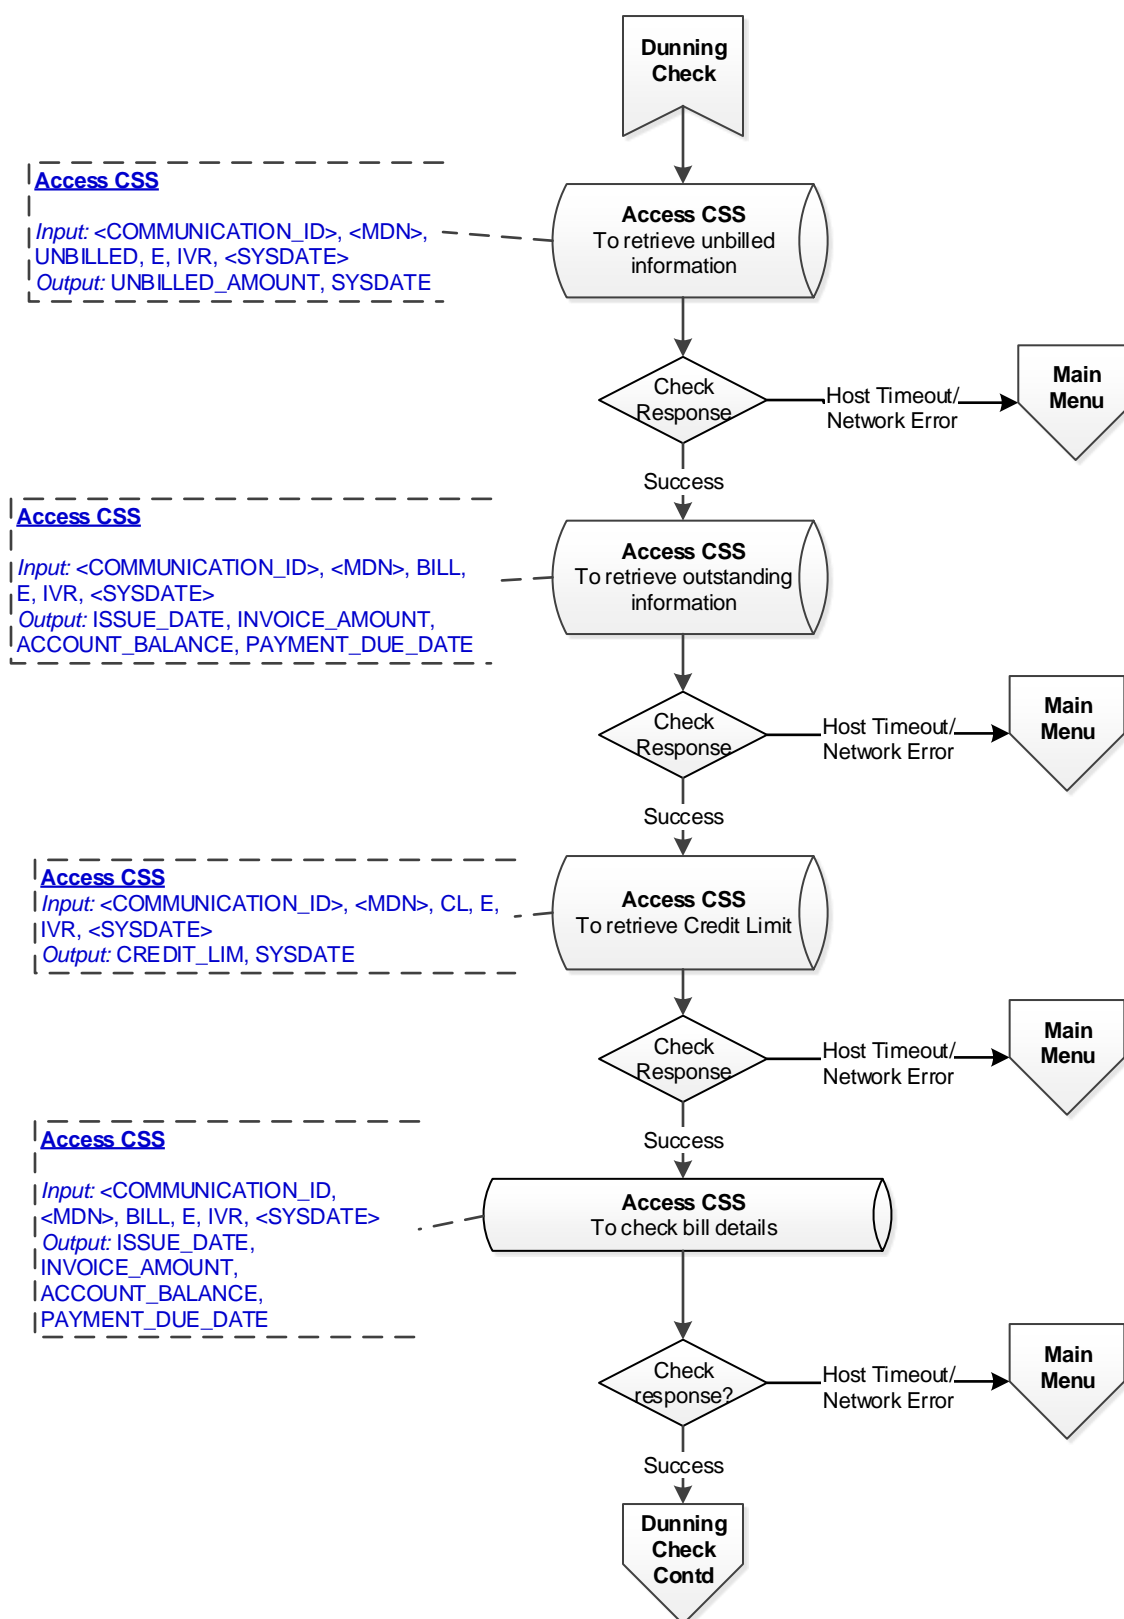 Dunning
Check
Access CSS
Input: <COMMUNICATION_ID>, <MDN>,
UNBILLED, E, IVR, <SYSDATE>
Output: UNBILLED_AMOUNT, SYSDATE
Access CSS
To retrieve unbilled
information
Check
Response
Host Timeout/
Network Error
Main
Menu
Success
Access CSS
Input: <COMMUNICATION_ID>, <MDN>, BILL,
E, IVR, <SYSDATE>
Output: ISSUE_DATE, INVOICE_AMOUNT,
ACCOUNT_BALANCE, PAYMENT_DUE_DATE
Access CSS
To retrieve outstanding
information
Check
Response
Host Timeout/
Network Error
Main
Menu
Success
Access CSS
Input: <COMMUNICATION_ID>, <MDN>, CL, E,
IVR, <SYSDATE>
Output: CREDIT_LIM, SYSDATE
Access CSS
To retrieve Credit Limit
Check
Response
Host Timeout/
Network Error
Main
Menu
Success
Access CSS
Input: <COMMUNICATION_ID,
<MDN>, BILL, E, IVR, <SYSDATE>
Output: ISSUE_DATE,
INVOICE_AMOUNT,
ACCOUNT_BALANCE,
PAYMENT_DUE_DATE
Access CSS
To check bill details
Check
response?
Host Timeout/
Network Error
Main
Menu
Success
Dunning
Check
Contd